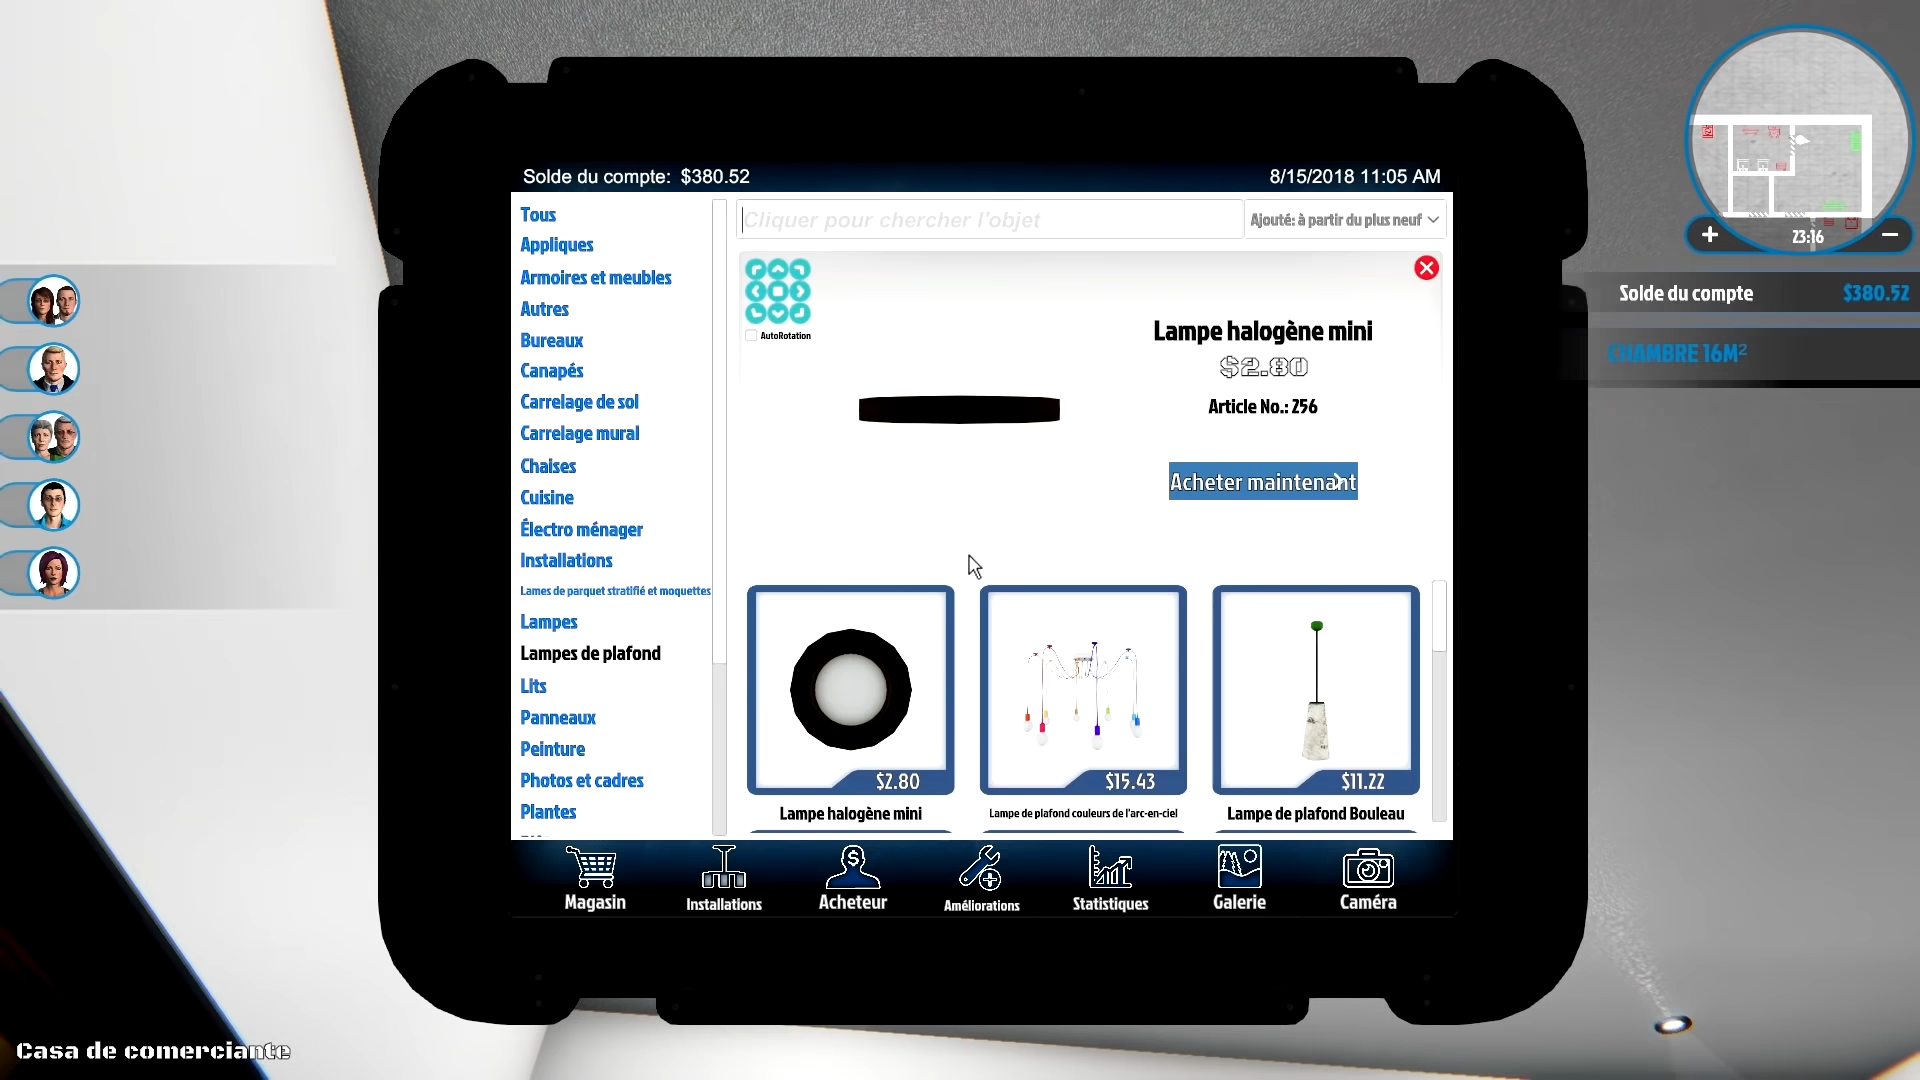 Solde du compte: $380.52
8/15/2018 11:05 AM
Tous
Appliques
Armoires et meubles
Autres
Bureaux
Canapés
Carrelage de sol
Carrelage mural
Chaises
Cuisine
Électro ménager
Installations
Lames de parquet stratifié et moquettes
Lampes
Lampes de plafond
Lits
Panneaux
Peinture
Photos et cadres
Plantes
Cliquer pour chercher l'objet
Ajouté: à partir du plus neuf
AutoRotation
Lampe halogène mini
$2.80
Article No.: 256
Acheter maintenant
$2.80
$15.43
$11.22
Lampe halogène mini
Lampe de plafond couleurs de l'arc-en-ciel
Lampe de plafond Bouleau
Magasin
Installations
Acheteur
Améliorations
Statistiques
Galerie
Caméra
+
23:16
−
Solde du compte
$380.52
CHAMBRE 16M²
Casa de comerciante